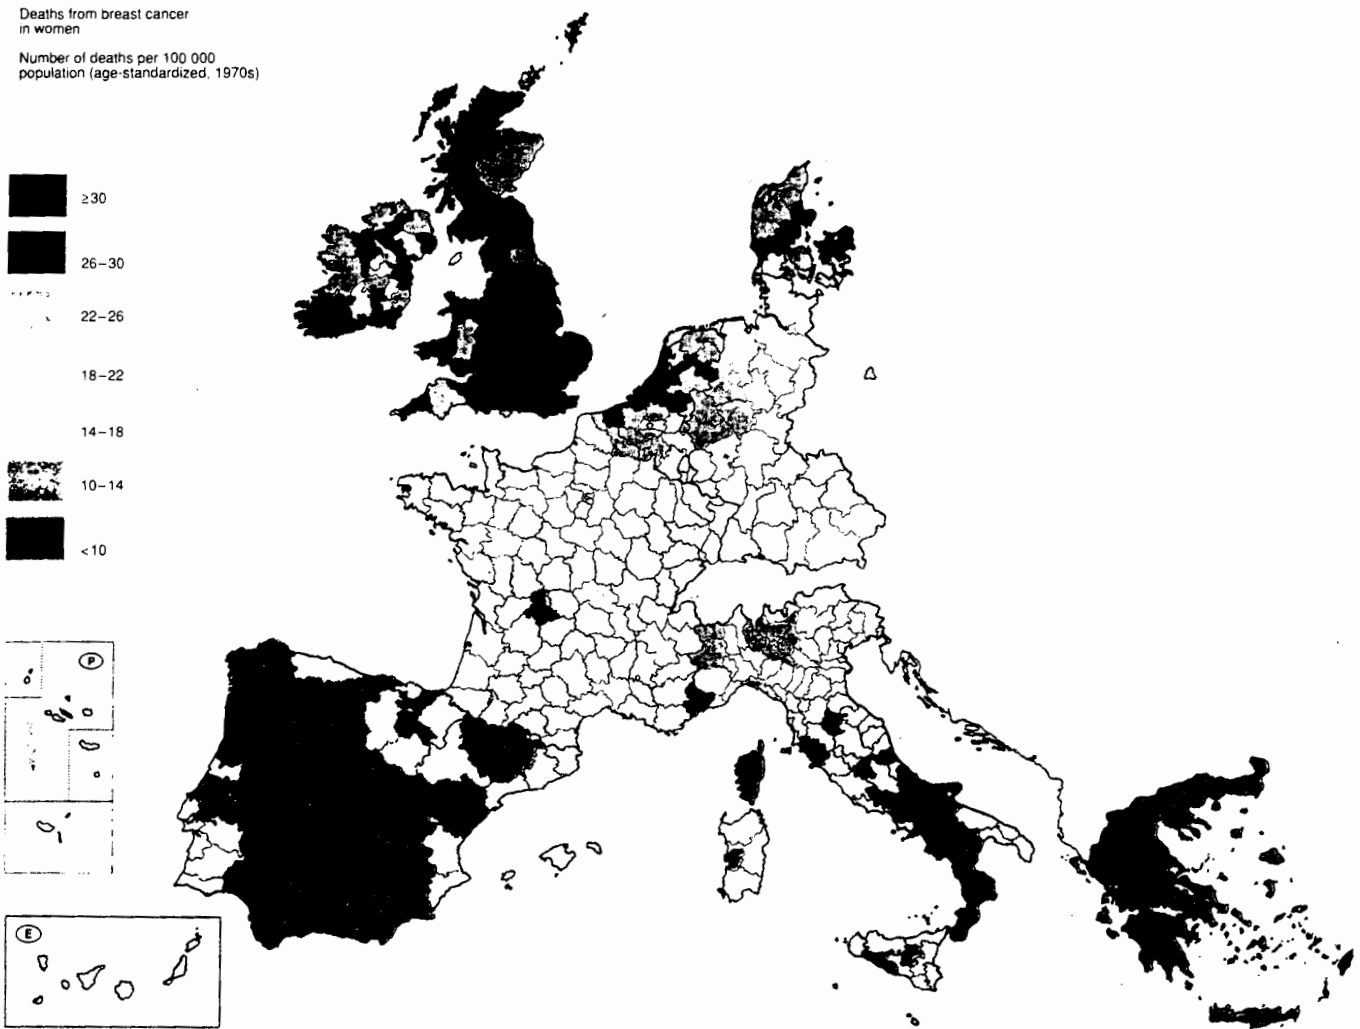 Deaths from breast cancer
in women
Number of deaths per 100 000
population (age-standardized, 1970s)
≥30
26–30
22–26
18–22
14–18
10–14
<10
P
E